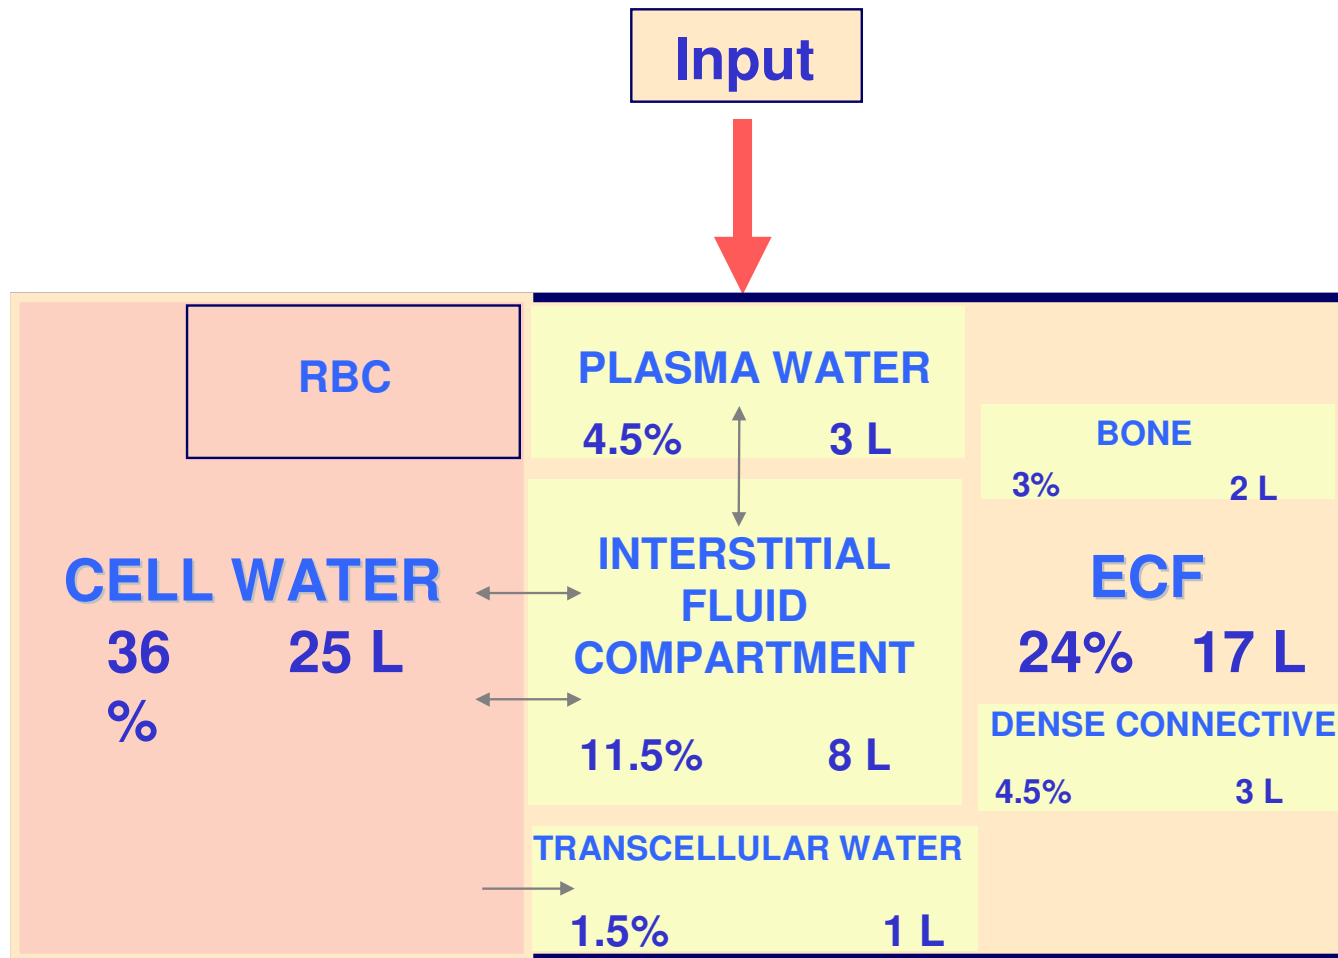 Input
RBC
CELL WATER
36 25 L
%
PLASMA WATER
4.5% 3 L
INTERSTITIAL
FLUID
COMPARTMENT
11.5% 8 L
TRANSCELLULAR WATER
1.5% 1 L
BONE
3% 2 L
ECF
24% 17 L
DENSE CONNECTIVE
4.5% 3 L